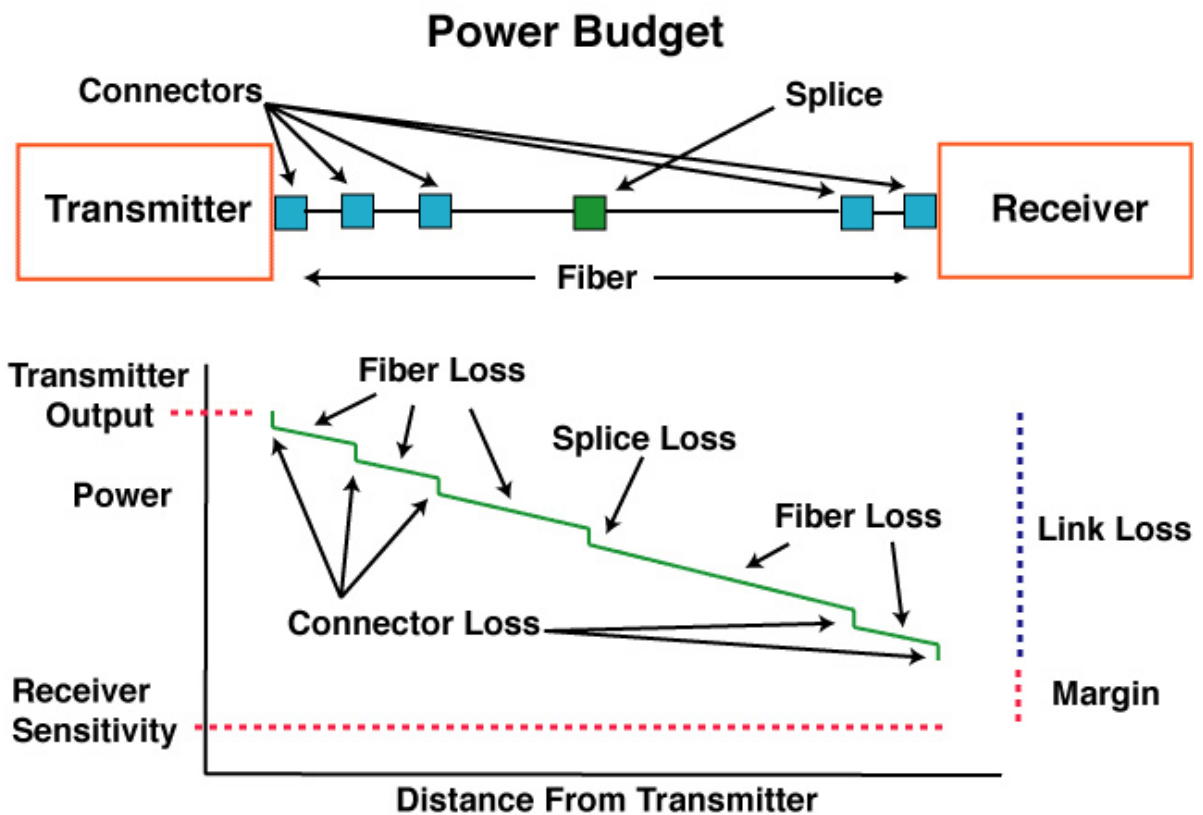 Power Budget
Connectors
Splice
Transmitter
Receiver
Fiber
Transmitter
Output
Fiber Loss
Splice Loss
Power
Fiber Loss
Link Loss
Connector Loss
Receiver
Sensitivity
Margin
Distance From Transmitter